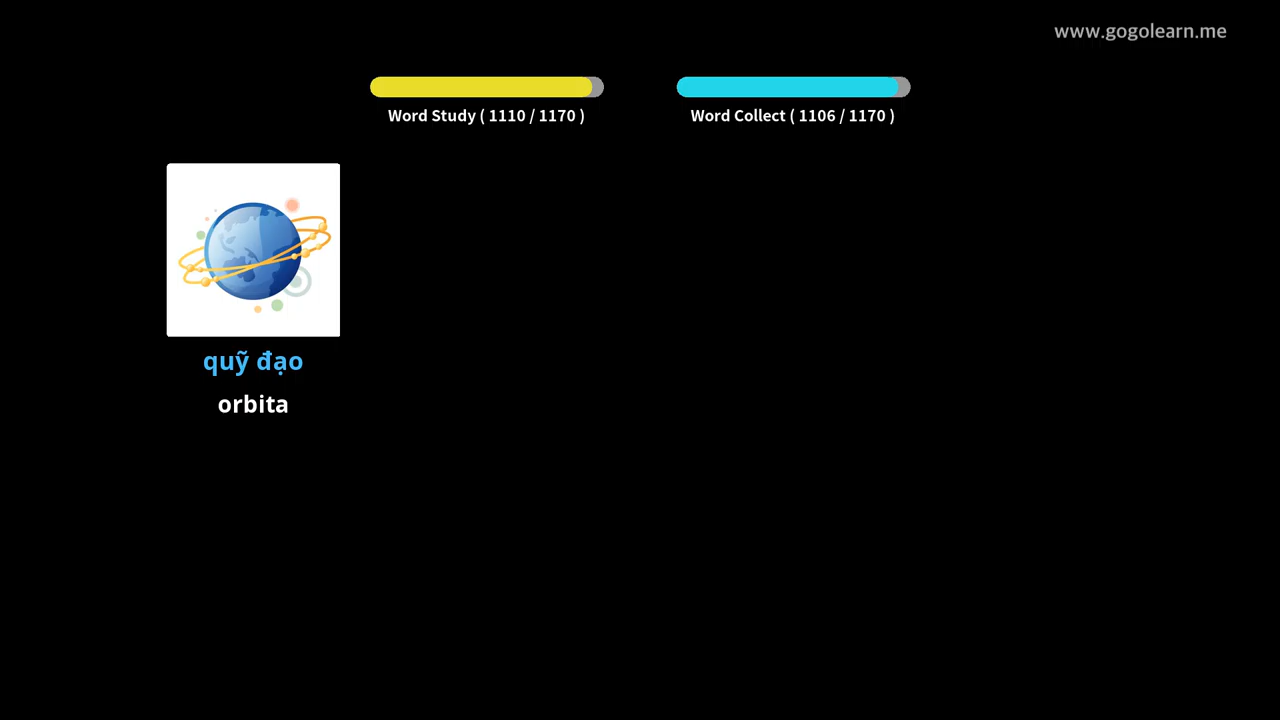 www.gogolearn.me
Word Study ( 1110 / 1170 )
Word Collect ( 1106 / 1170 )
quỹ đạo
orbita